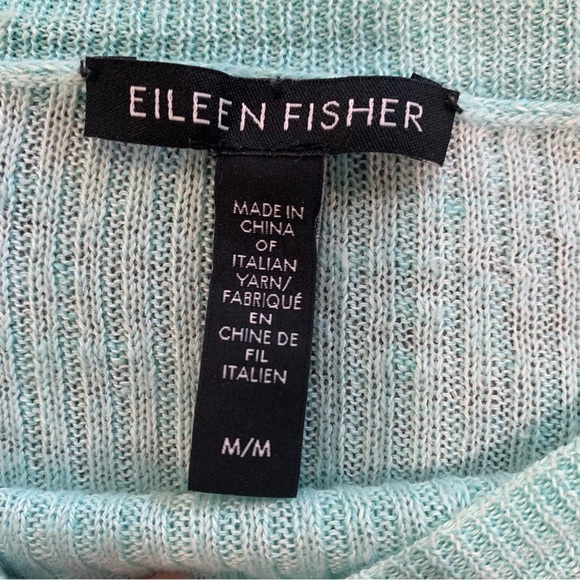 EILEEN FISHER
MADE IN
CHINA
OF
ITALIAN
YARN/
FABRIQUÉ
EN
CHINE DE
FIL
ITALIEN
M/M